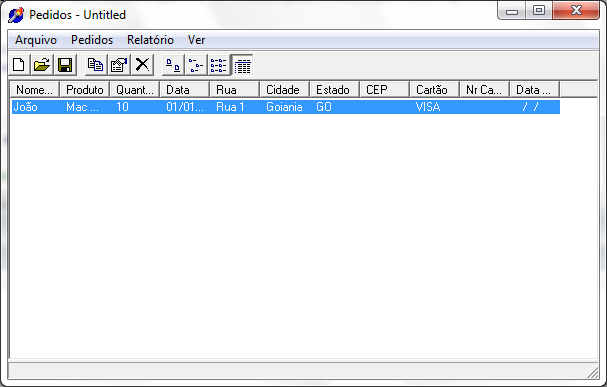 Pedidos - Untitled
Arquivo Pedidos Relatório Ver
Nome... Produto Quant... Data Rua Cidade Estado CEP Cartão Nr Ca... Data ...
João Mac ... 10 01/01... Rua 1 Goiania GO VISA / /